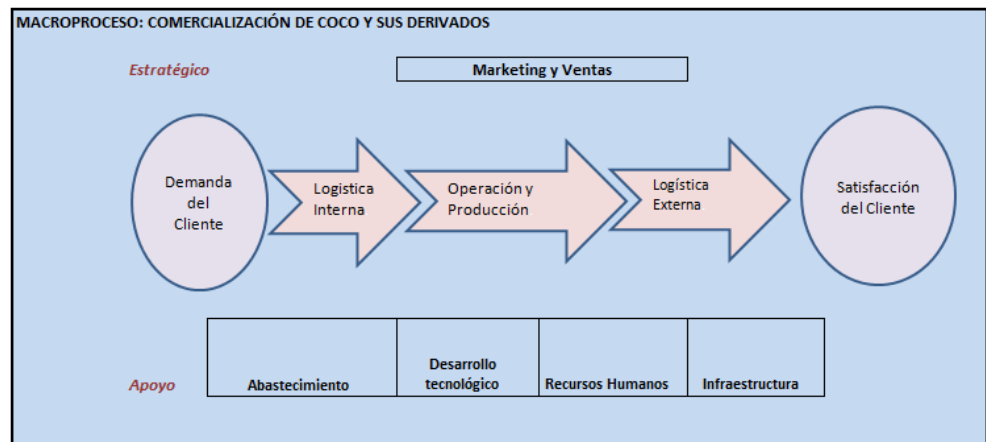 MACROPROCESO: COMERCIALIZACIÓN DE COCO Y SUS DERIVADOS
Estratégico
Marketing y Ventas
Demanda
del
Cliente
Logistica
Interna
Operación y
Producción
Logística
Externa
Satisfacción
del Cliente
Apoyo
Abastecimiento
Desarrollo
tecnológico
Recursos Humanos
Infraestructura